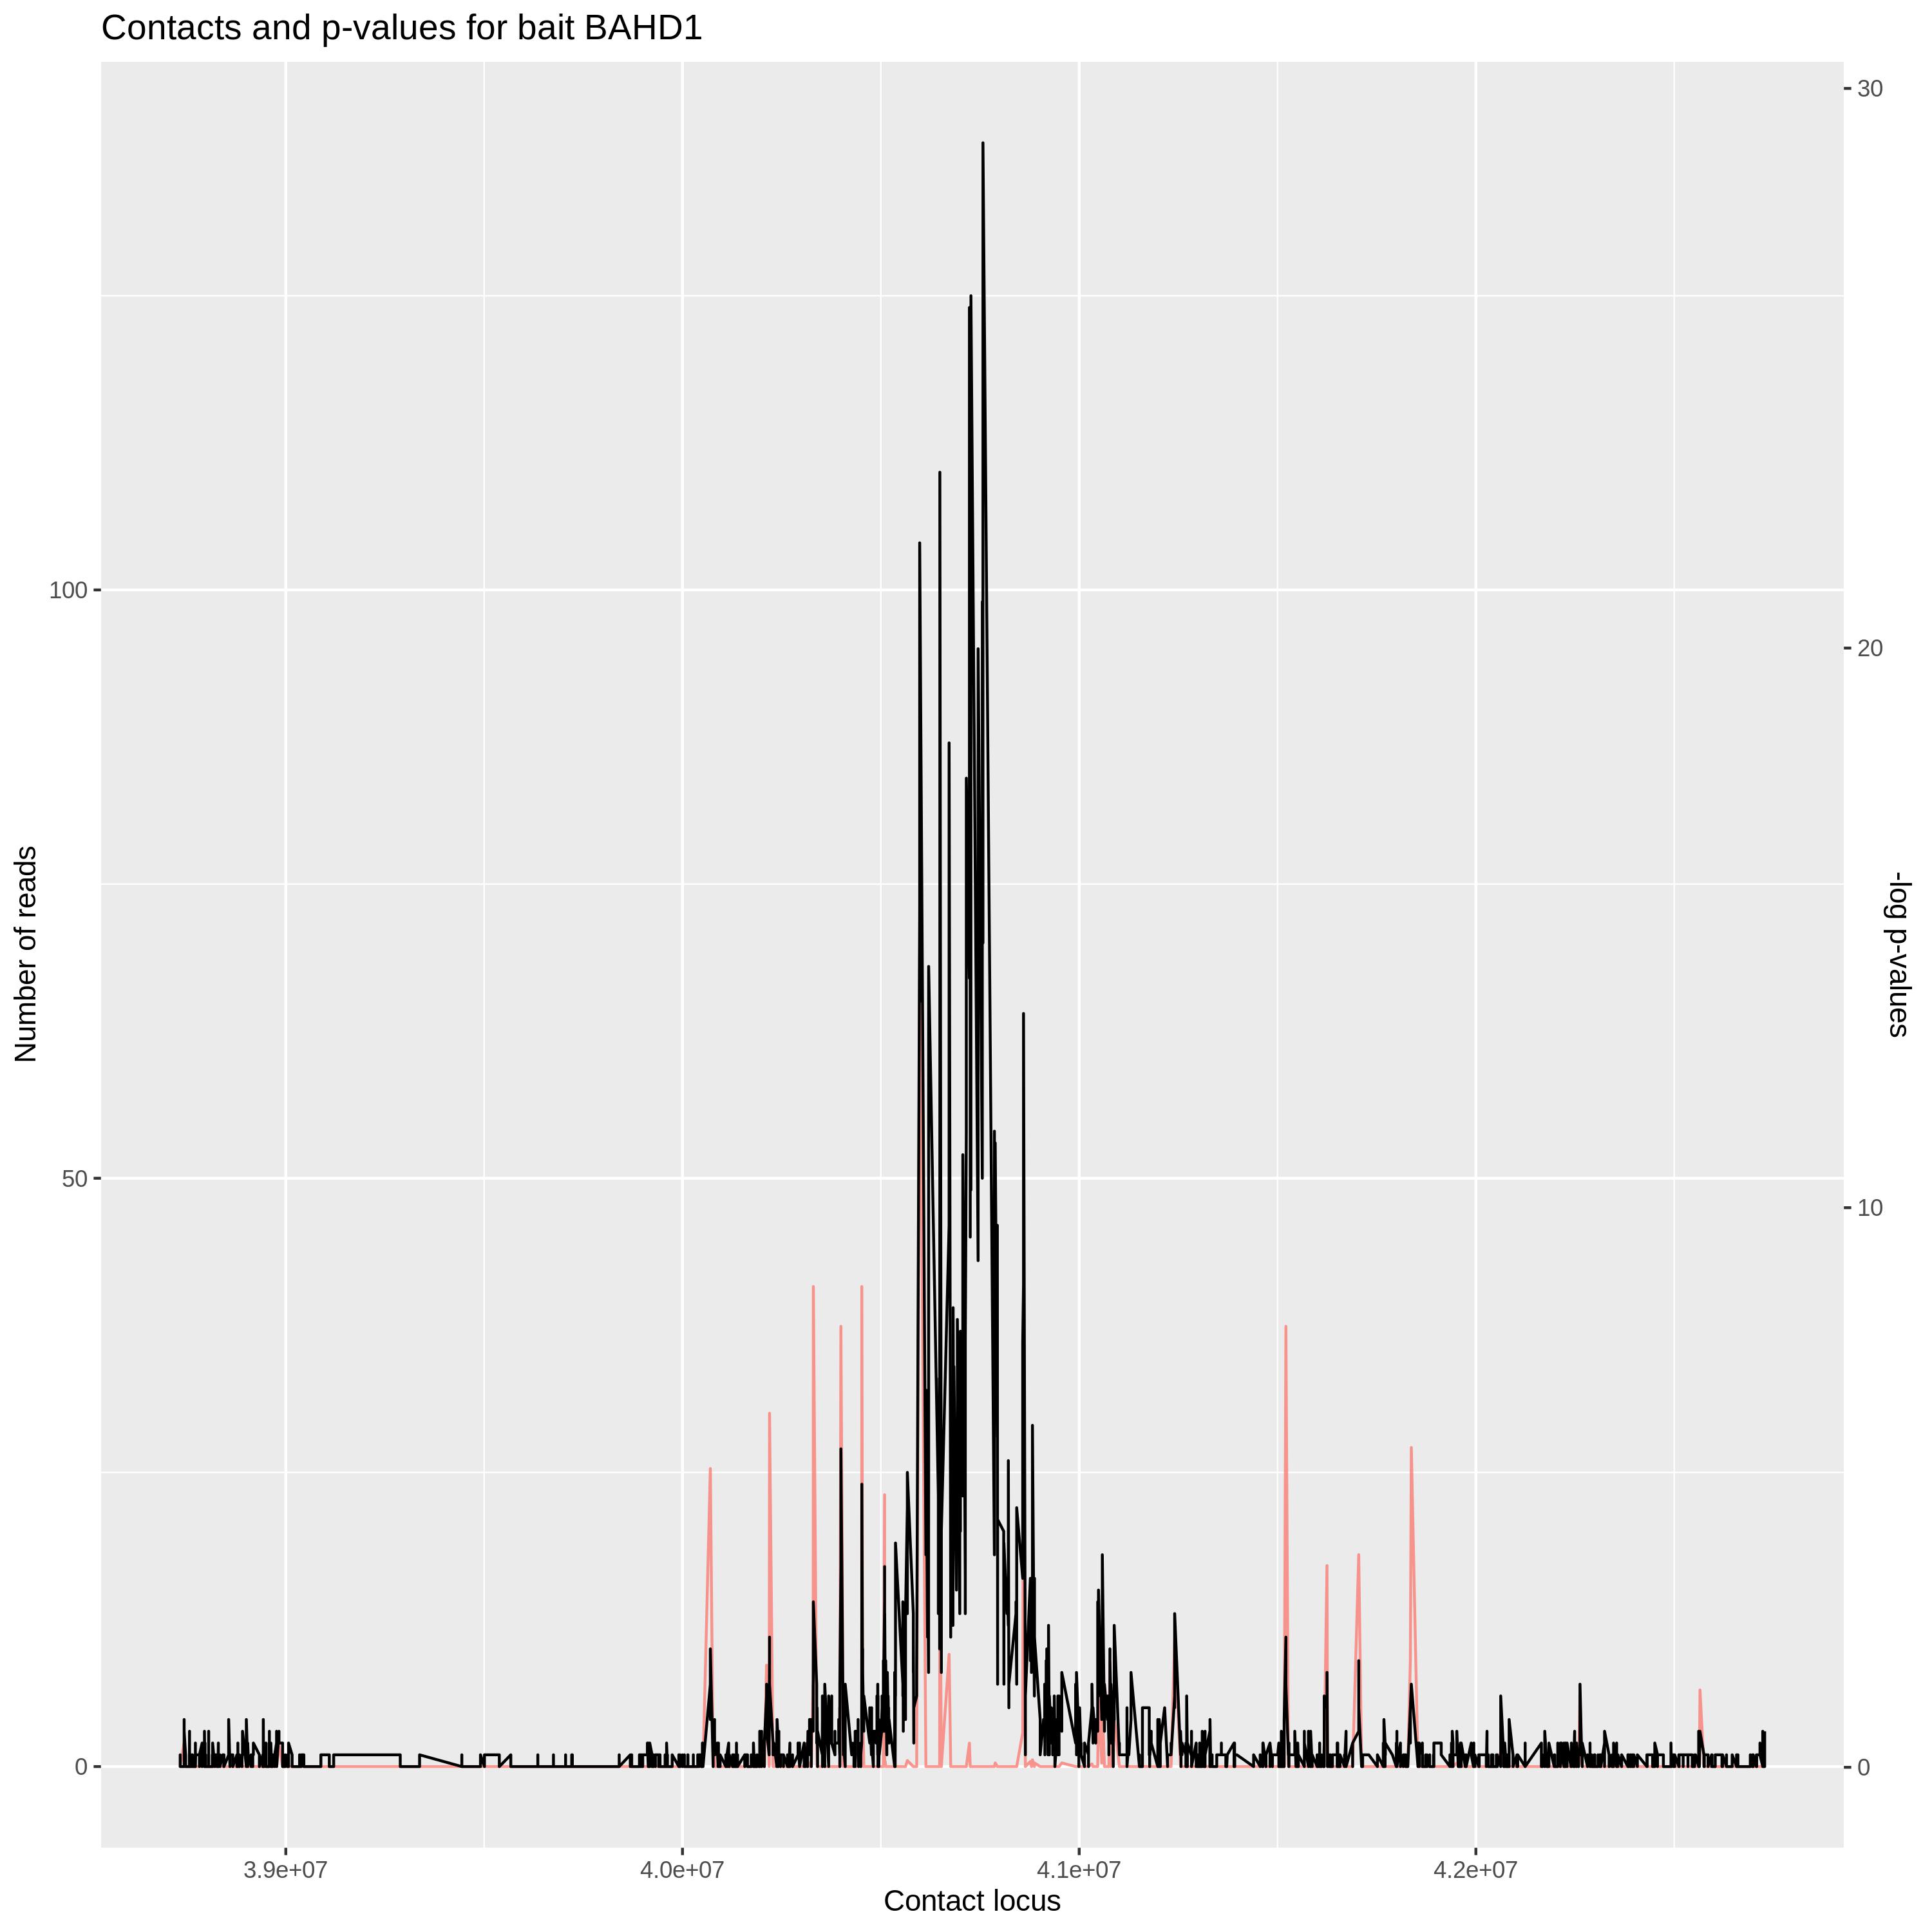 Contacts and p-values for bait BAHD1
30
100
20
Number of reads
-log p-values
50
10
0
0
3.9e+07
4.0e+07
4.1e+07
4.2e+07
Contact locus